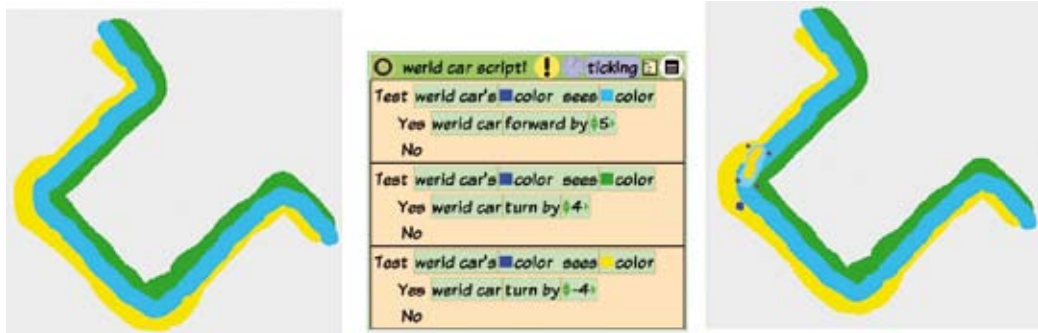 werid car script1 ! ticking
Test werid car's color sees color
Yes werid car forward by 5
No
Test werid car's color sees color
Yes werid car turn by 4
No
Test werid car's color sees color
Yes werid car turn by -4
No